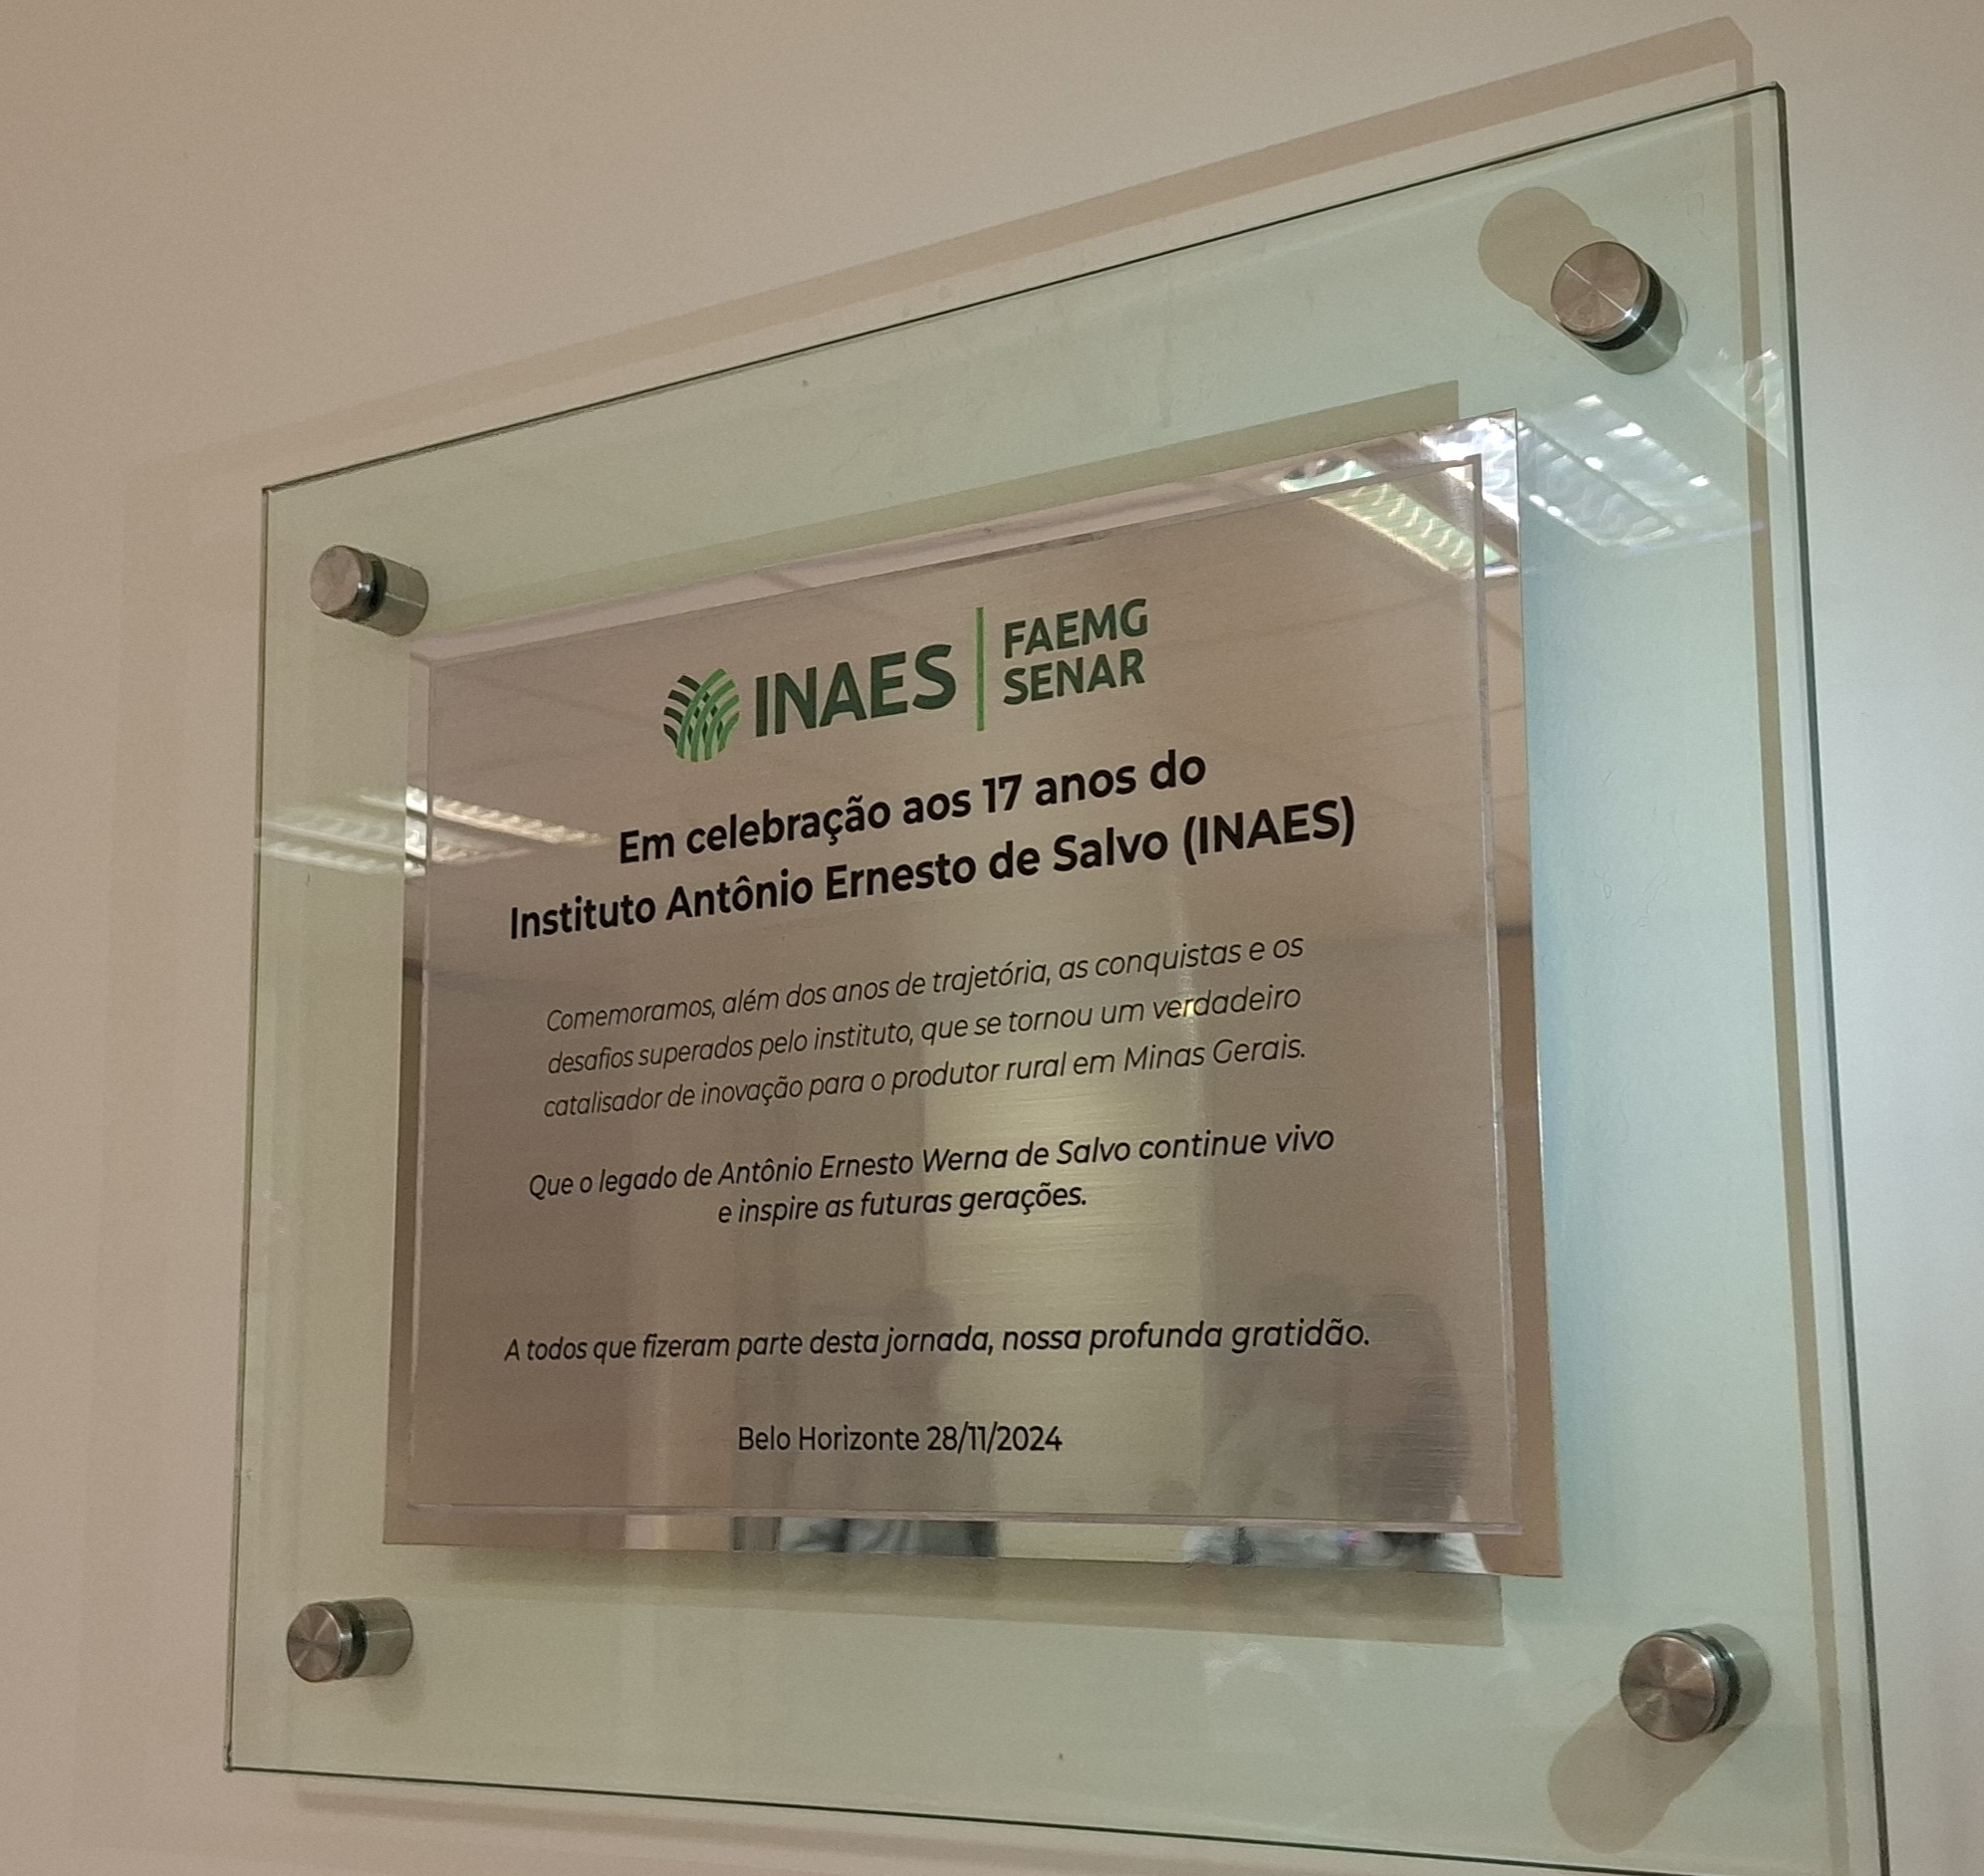 INAES
FAEMG
SENAR
Em celebração aos 17 anos do
Instituto Antônio Ernesto de Salvo (INAES)
Comemoramos, além dos anos de trajetória, as conquistas e os
desafios superados pelo instituto, que se tornou um verdadeiro
catalisador de inovação para o produtor rural em Minas Gerais.
Que o legado de Antônio Ernesto Werna de Salvo continue vivo
e inspire as futuras gerações.
A todos que fizeram parte desta jornada, nossa profunda gratidão.
Belo Horizonte 28/11/2024